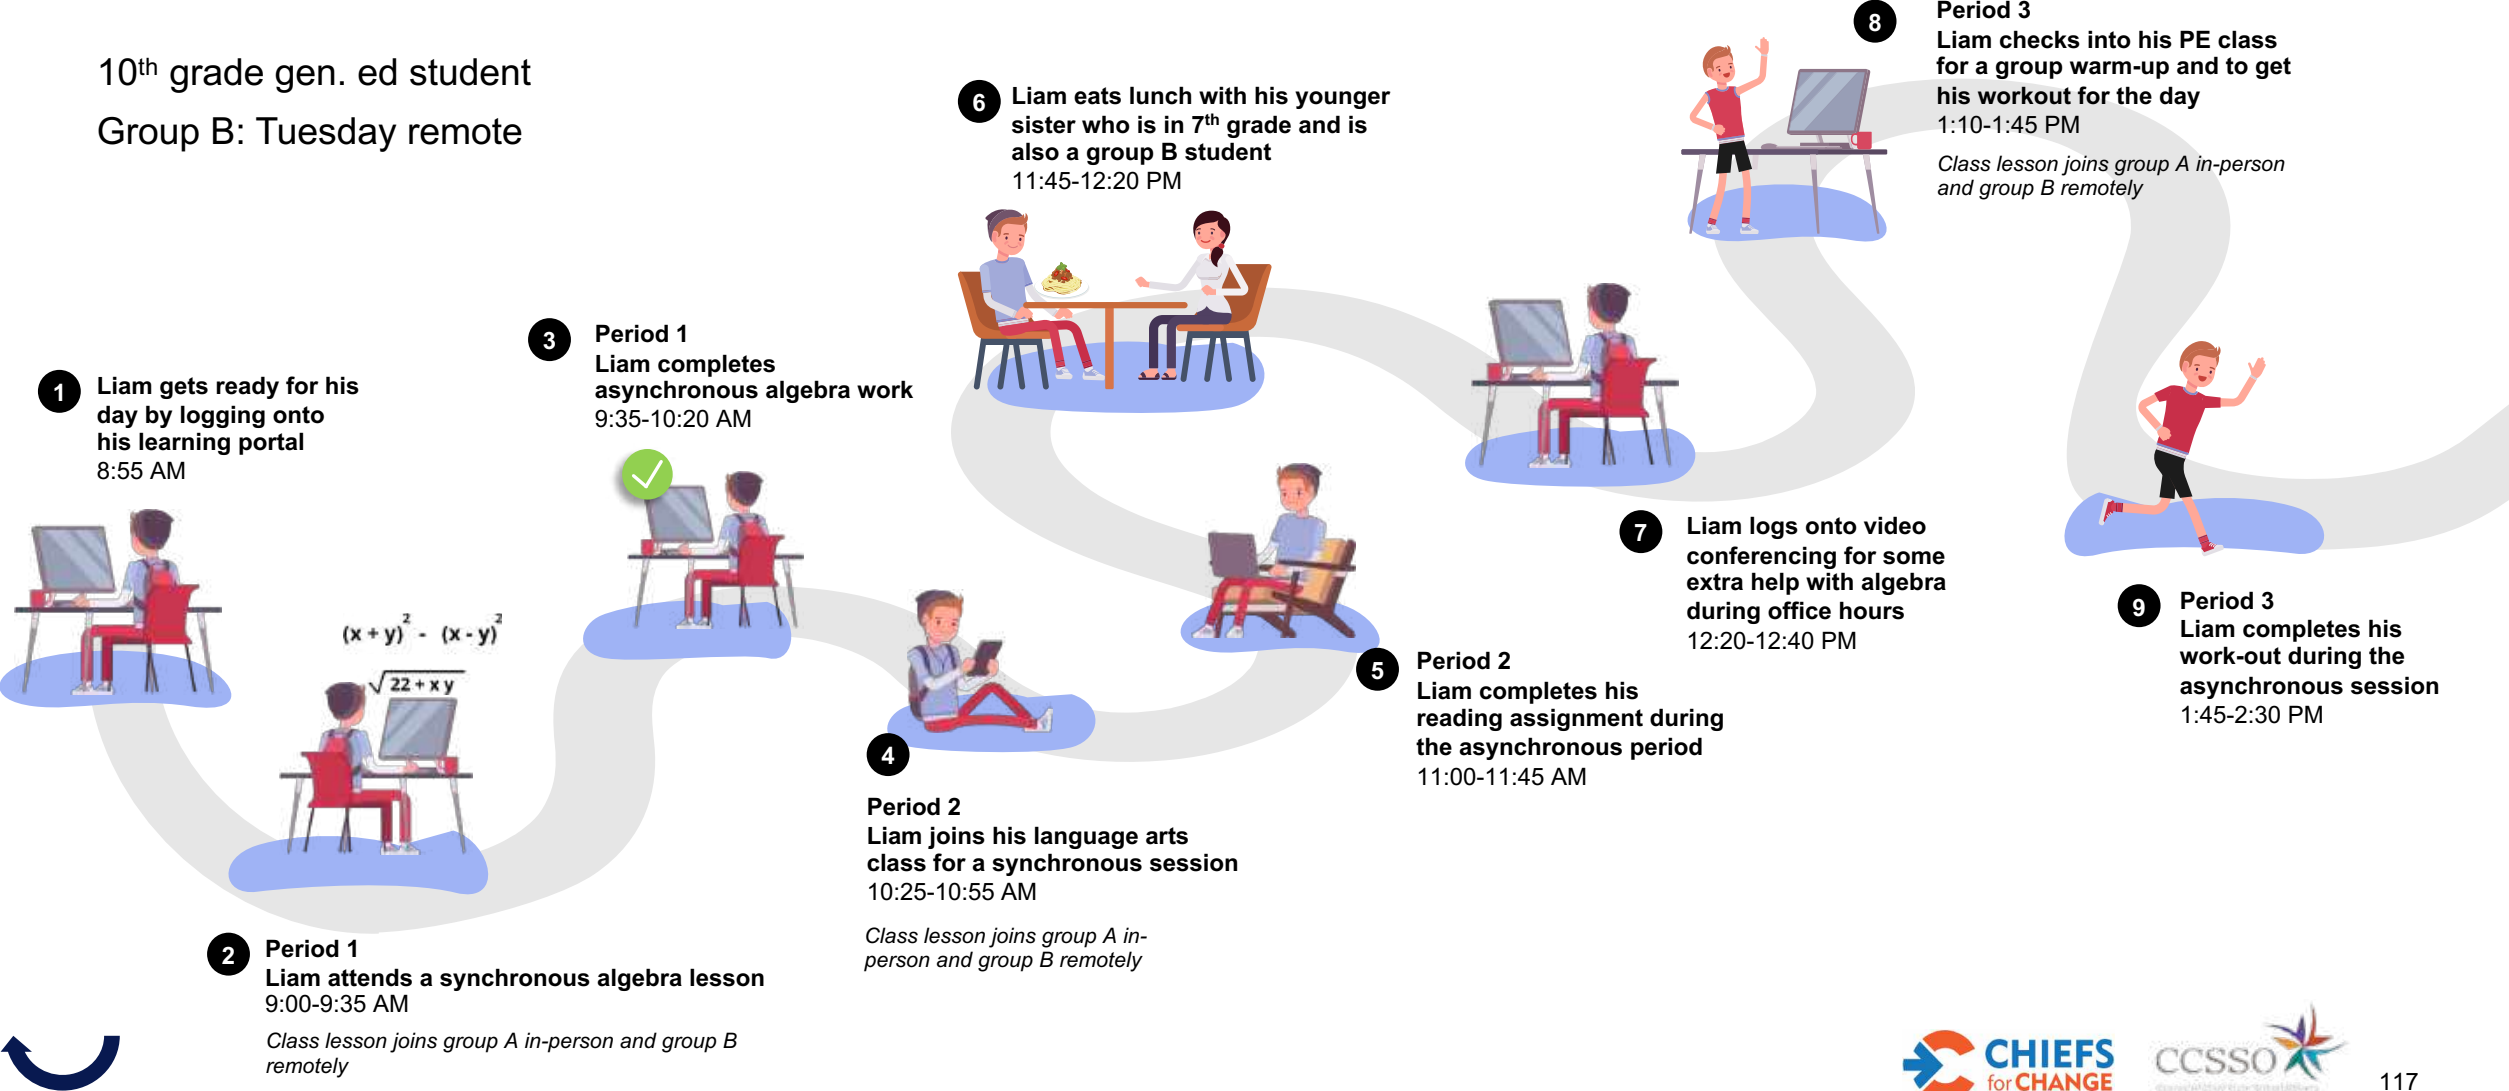 10th grade gen. ed student
Group B: Tuesday remote
1
Liam gets ready for his
day by logging onto
his learning portal
8:55 AM
(x + y)2 - (x - y)2
√22 + x y
2
Period 1
Liam attends a synchronous algebra lesson
9:00-9:35 AM
Class lesson joins group A in-person and group B
remotely
3
Period 1
Liam completes
asynchronous algebra work
9:35-10:20 AM
4
Period 2
Liam joins his language arts
class for a synchronous session
10:25-10:55 AM
Class lesson joins group A in-
person and group B remotely
5
Period 2
Liam completes his
reading assignment during
the asynchronous period
11:00-11:45 AM
6
Liam eats lunch with his younger
sister who is in 7th grade and is
also a group B student
11:45-12:20 PM
7
Liam logs onto video
conferencing for some
extra help with algebra
during office hours
12:20-12:40 PM
8
Period 3
Liam checks into his PE class
for a group warm-up and to get
his workout for the day
1:10-1:45 PM
Class lesson joins group A in-person
and group B remotely
9
Period 3
Liam completes his
work-out during the
asynchronous session
1:45-2:30 PM
CHIEFS
for CHANGE
CCSSO
117